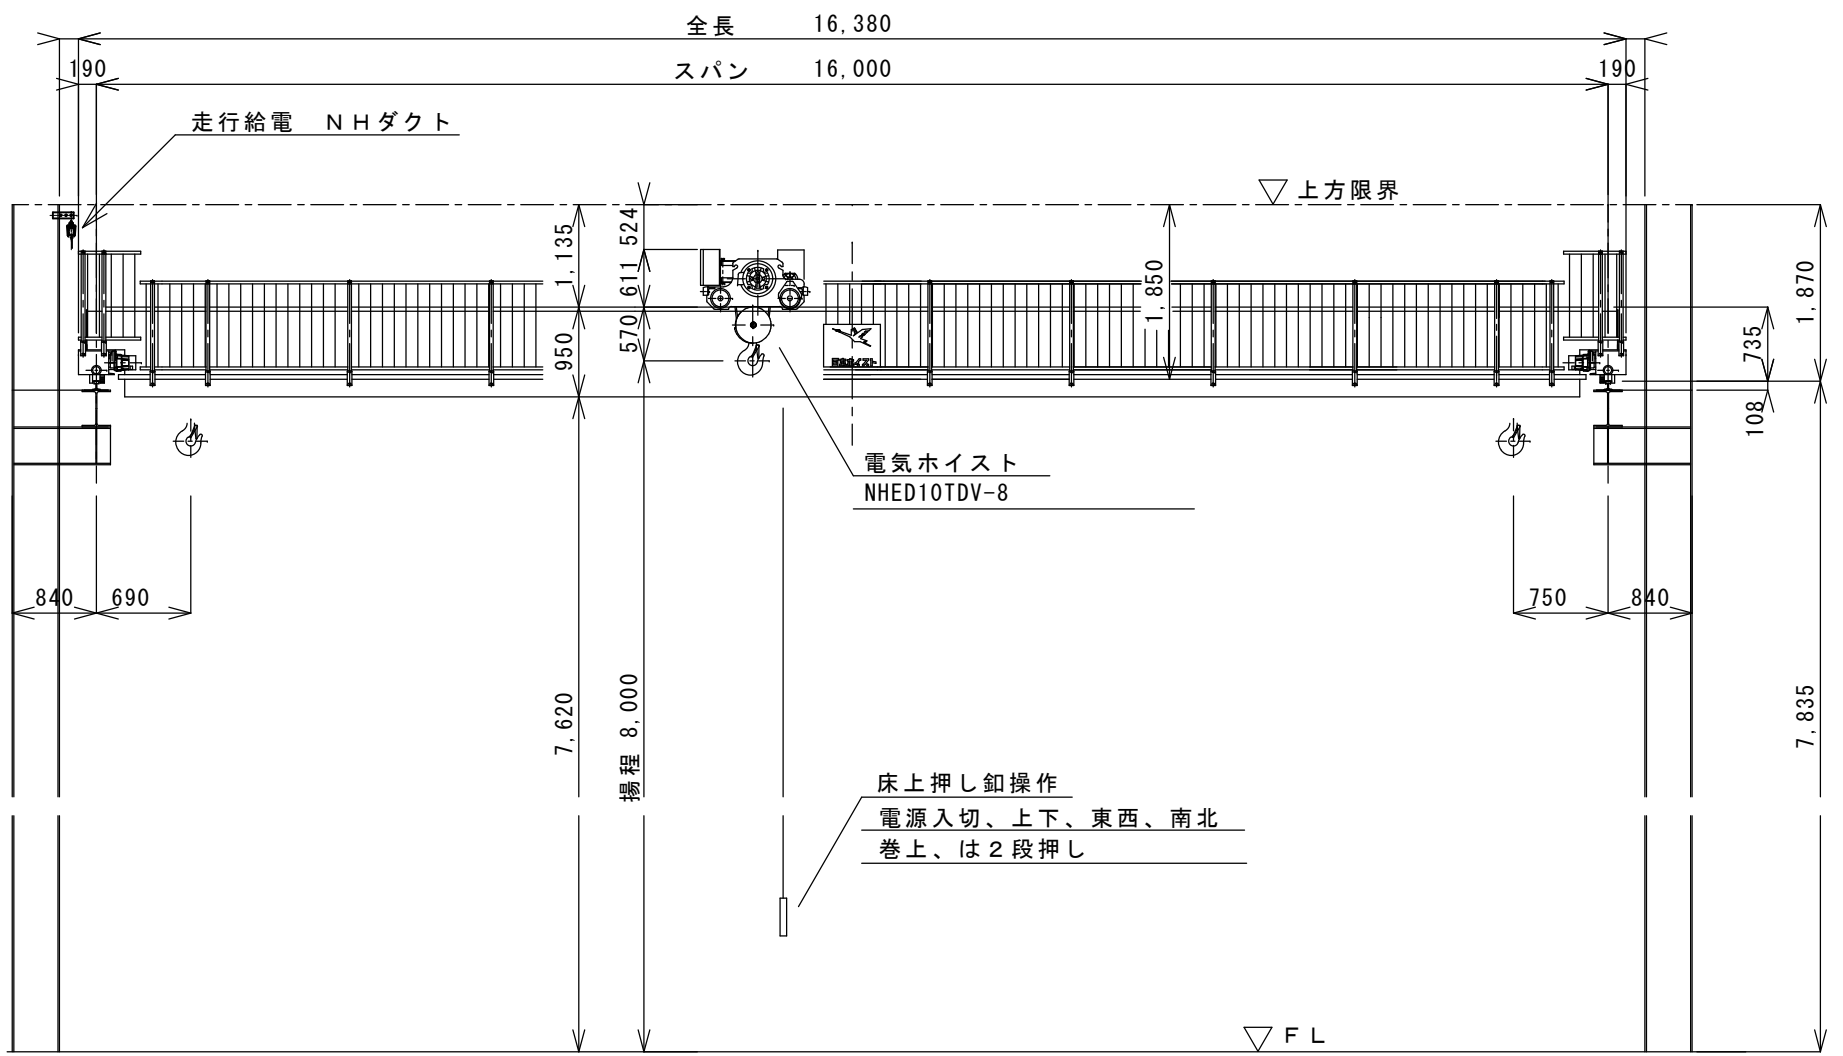 全長 16,380
190 スパン 16,000 190
走行給電 NHダクト
上方限界
524
1,135
611
1,850
1,870
570
950
735
108
電気ホイスト
NHED10TDV-8
840 690 750 840
7,620
揚程 8,000
7,835
床上押し釦操作
電源入切、上下、東西、南北
巻上、は2段押し
FL